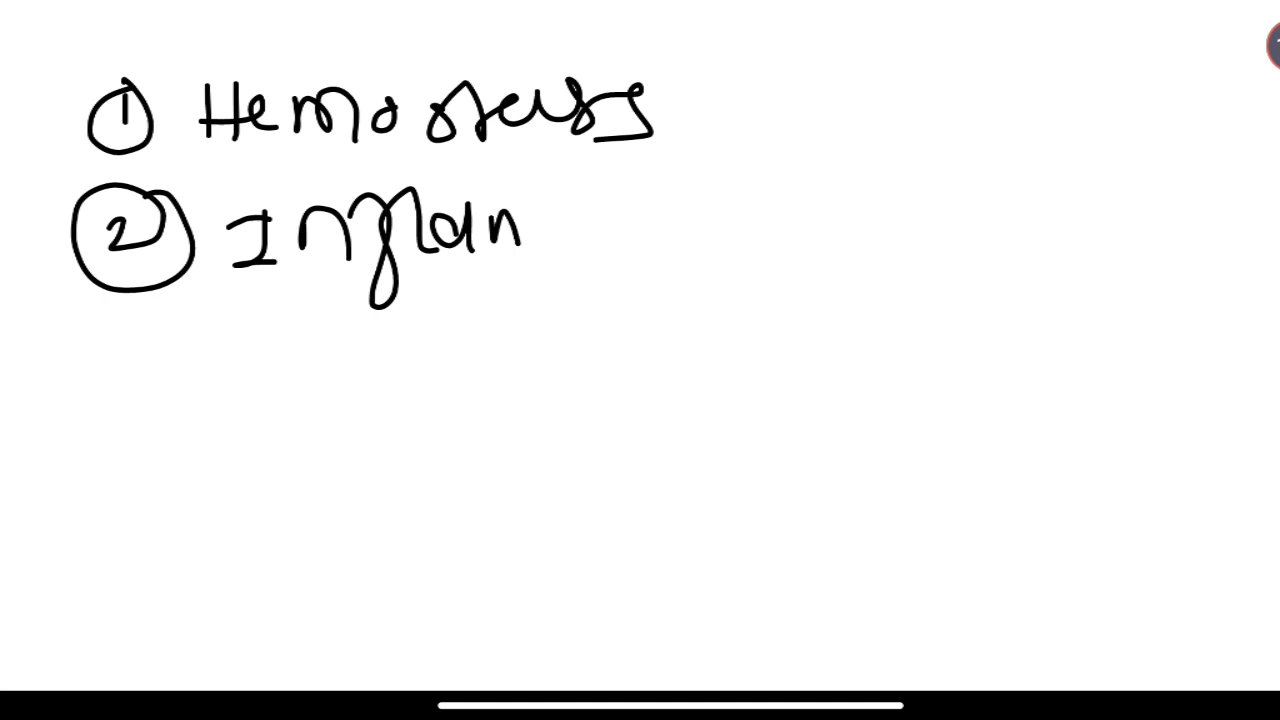 ① Hemostasis
② Inflam